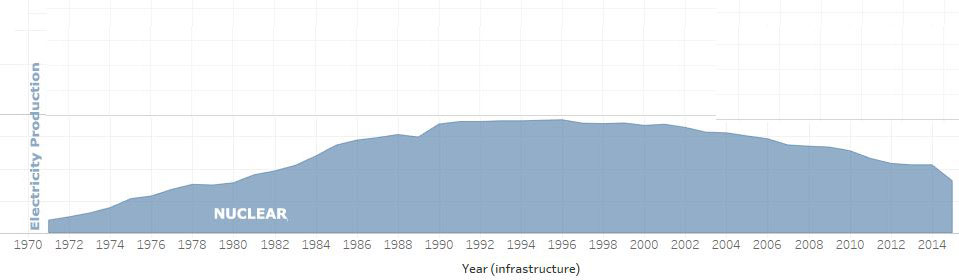 Electricity Production
NUCLEAR
1970 1972 1974 1976 1978 1980 1982 1984 1986 1988 1990 1992 1994 1996 1998 2000 2002 2004 2006 2008 2010 2012 2014
Year (infrastructure)